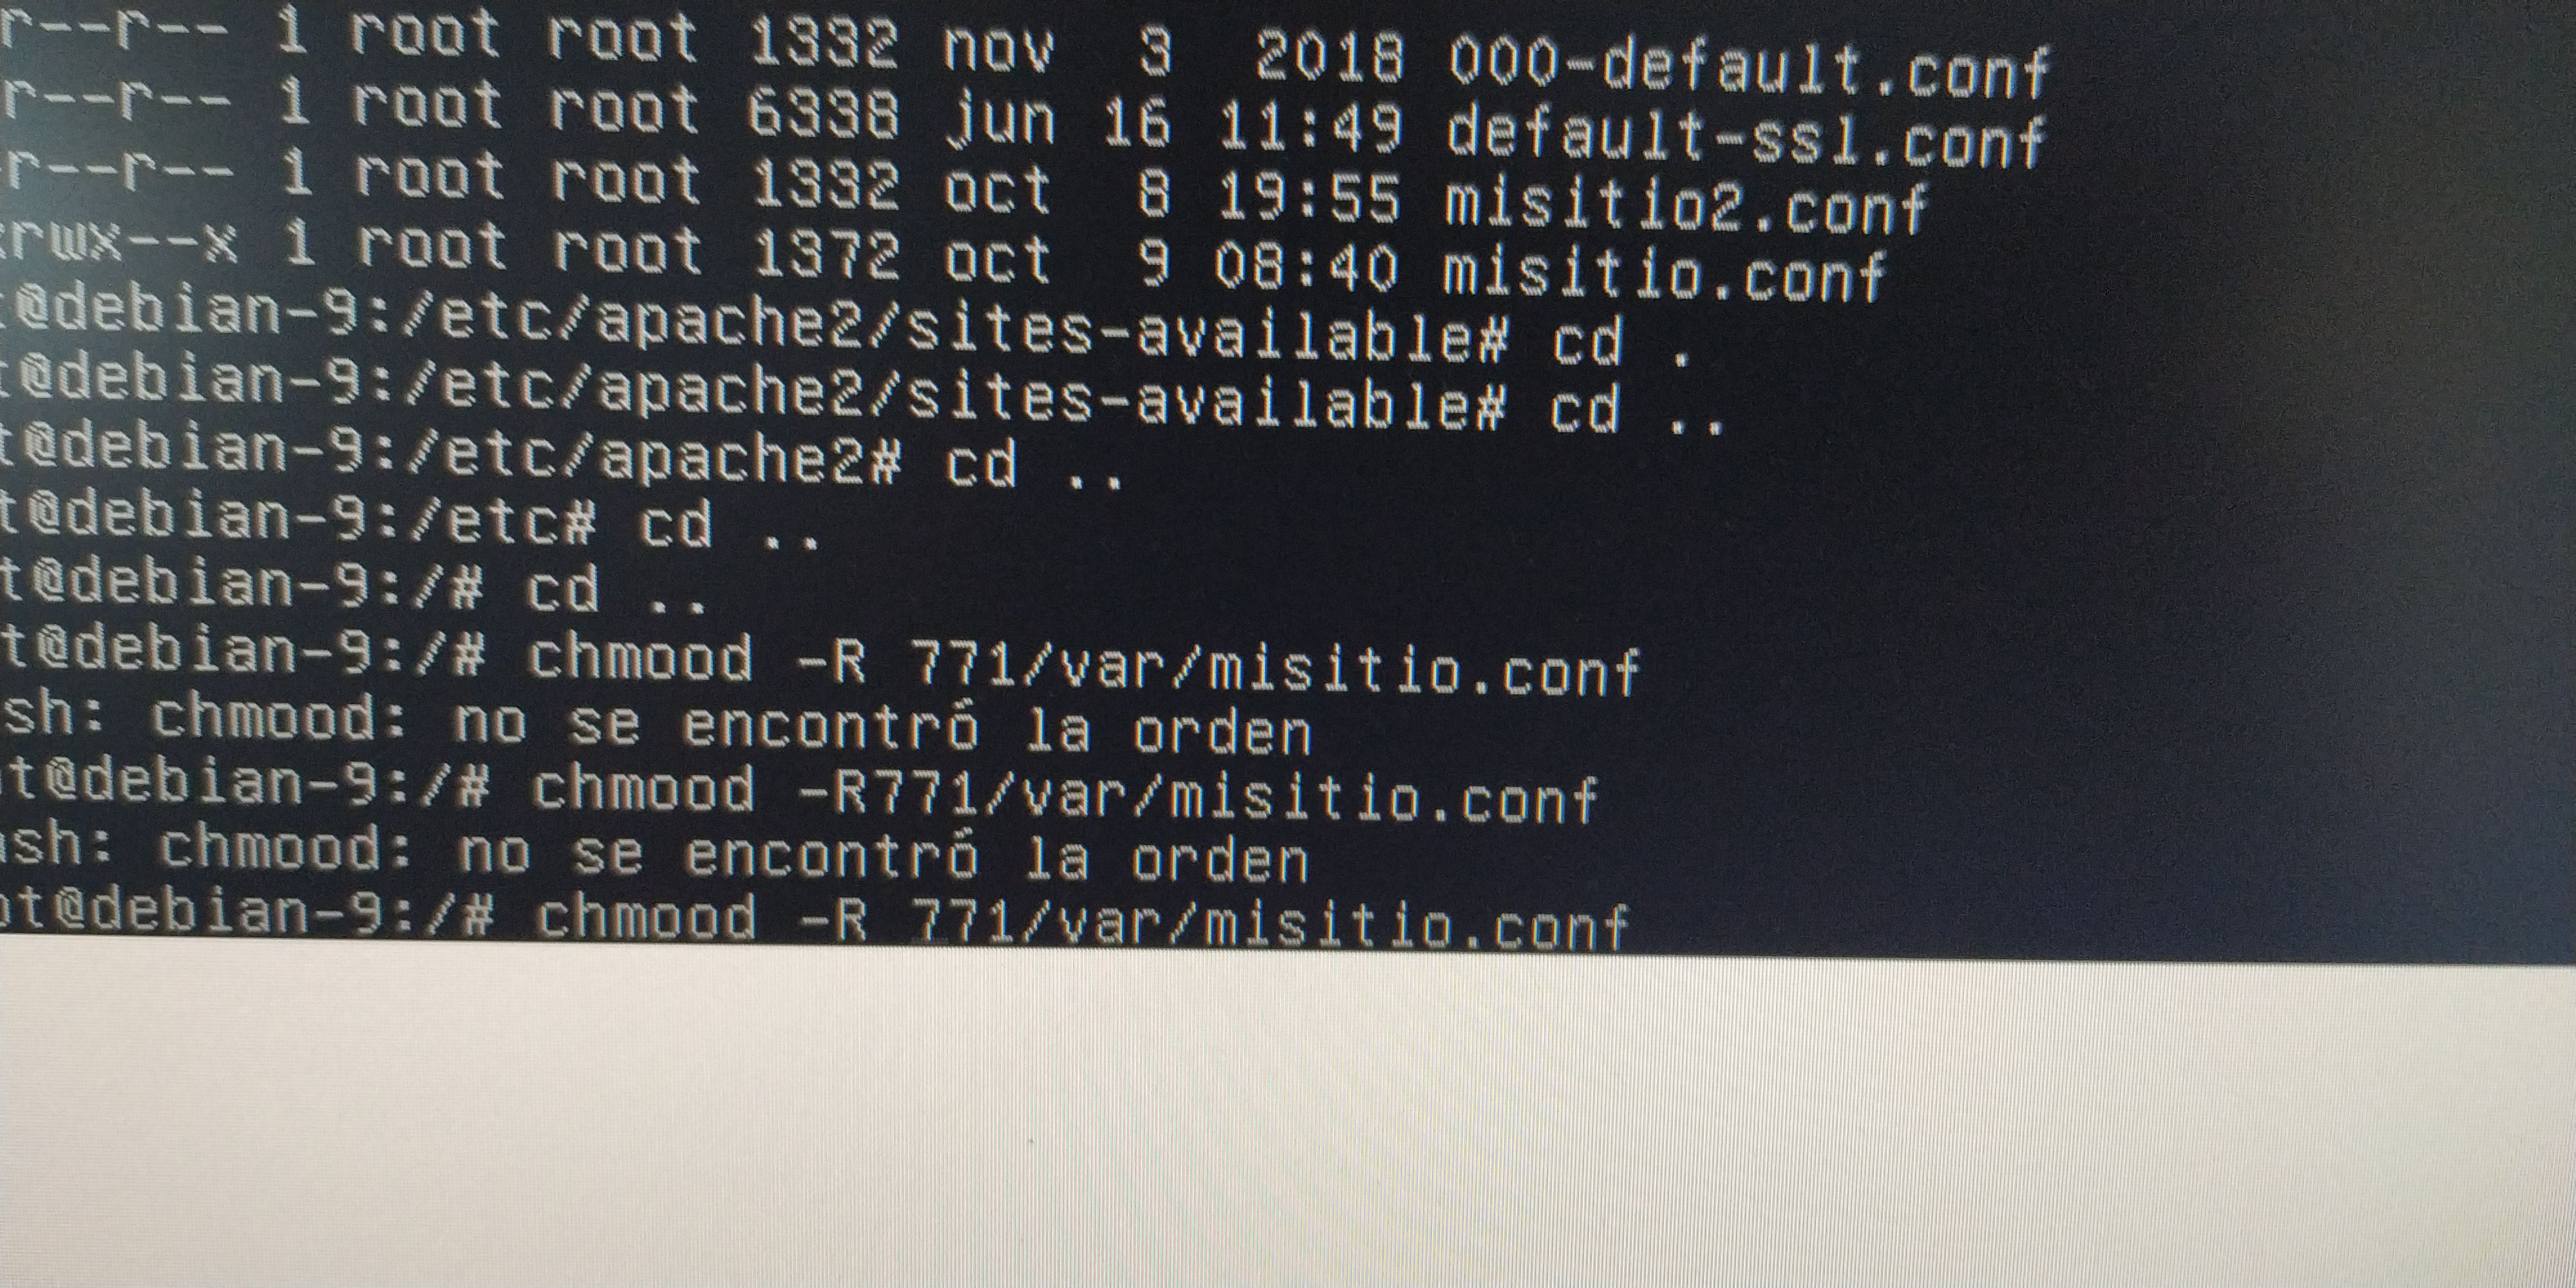 r--r-- 1 root root 1332 nov 3 2018 000-default.conf
r--r-- 1 root root 6338 jun 16 11:49 default-ssl.conf
r--r-- 1 root root 1332 oct 8 19:55 misitio2.conf
rwx--x 1 root root 1372 oct 9 08:40 misitio.conf
@debian-9:/etc/apache2/sites-available# cd .
@debian-9:/etc/apache2/sites-available# cd ..
t@debian-9:/etc/apache2# cd ..
t@debian-9:/etc# cd ..
t@debian-9:/# cd ..
t@debian-9:/# chmood -R 771/var/misitio.conf
sh: chmood: no se encontró la orden
t@debian-9:/# chmood -R771/var/misitio.conf
sh: chmood: no se encontró la orden
ot@debian-9:/# chmood -R 771/var/misitio.conf